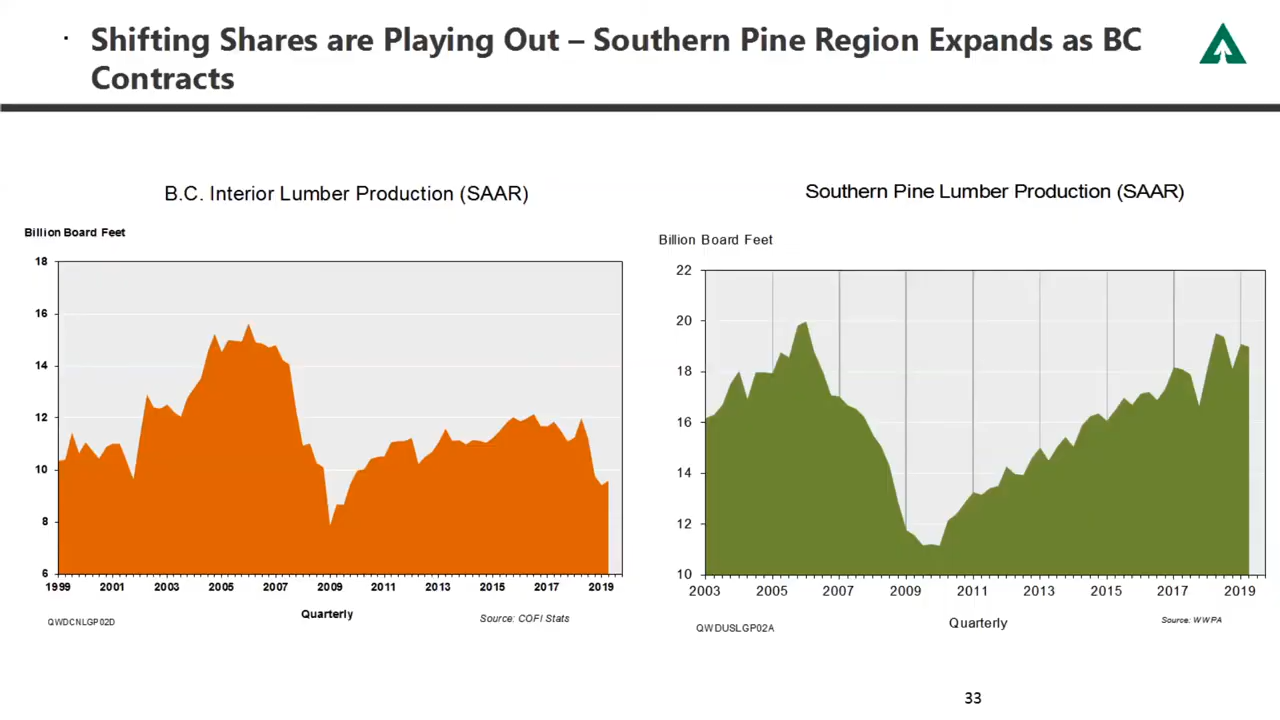 · Shifting Shares are Playing Out – Southern Pine Region Expands as BC
Contracts
B.C. Interior Lumber Production (SAAR)
Billion Board Feet
18
16
14
12
10
8
6
1999 2001 2003 2005 2007 2009 2011 2013 2015 2017 2019
Quarterly
QWDCNLGP02D
Source: COFI Stats
Southern Pine Lumber Production (SAAR)
Billion Board Feet
22
20
18
16
14
12
10
2003 2005 2007 2009 2011 2013 2015 2017 2019
Quarterly
QWDUSLGP02A
Source: WWPA
33